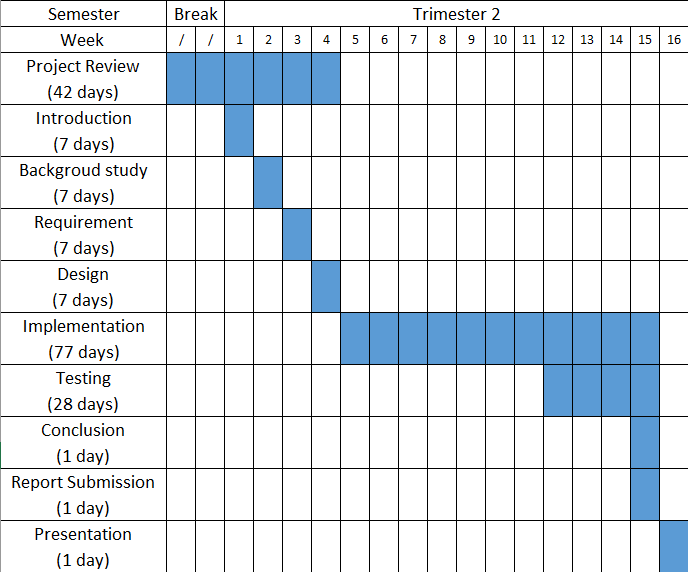 Semester Break Trimester 2
Week / / 1 2 3 4 5 6 7 8 9 10 11 12 13 14 15 16
Project Review
(42 days)
Introduction
(7 days)
Backgroud study
(7 days)
Requirement
(7 days)
Design
(7 days)
Implementation
(77 days)
Testing
(28 days)
Conclusion
(1 day)
Report Submission
(1 day)
Presentation
(1 day)